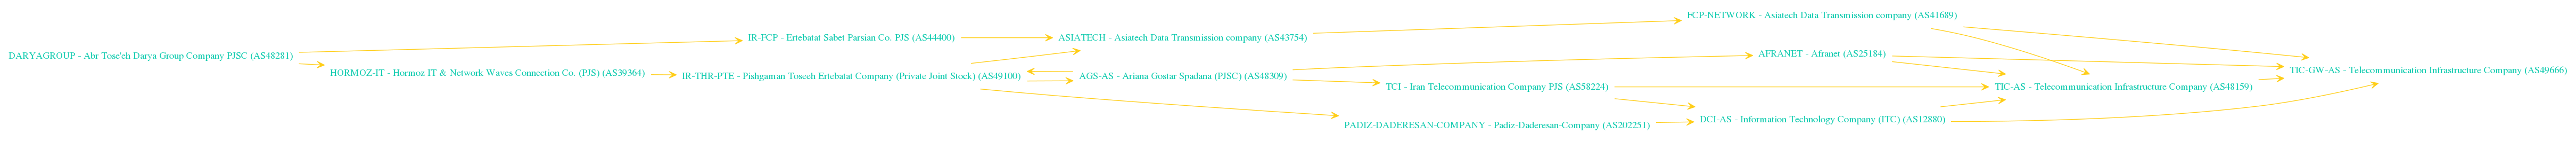 DARYAGROUP - Abr Tose'eh Darya Group Company PJSC (AS48281)
IR-FCP - Ertebatat Sabet Parsian Co. PJS (AS44400)
HORMOZ-IT - Hormoz IT & Network Waves Connection Co. (PJS) (AS39364)
IR-THR-PTE - Pishgaman Toseeh Ertebatat Company (Private Joint Stock) (AS49100)
ASIATECH - Asiatech Data Transmission company (AS43754)
AGS-AS - Ariana Gostar Spadana (PJSC) (AS48309)
PADIZ-DADERESAN-COMPANY - Padiz-Daderesan-Company (AS202251)
TCI - Iran Telecommunication Company PJS (AS58224)
FCP-NETWORK - Asiatech Data Transmission company (AS41689)
AFRANET - Afranet (AS25184)
DCI-AS - Information Technology Company (ITC) (AS12880)
TIC-AS - Telecommunication Infrastructure Company (AS48159)
TIC-GW-AS - Telecommunication Infrastructure Company (AS49666)